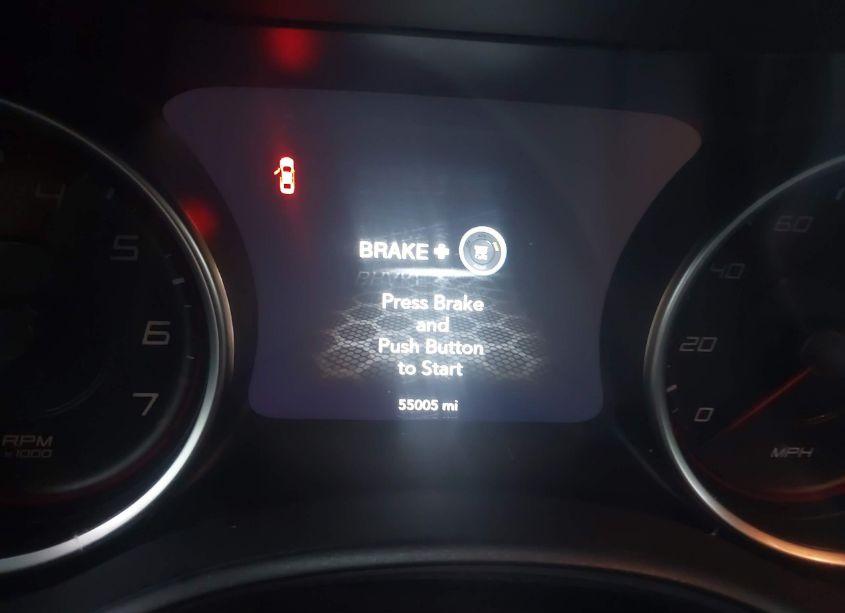 4
5
6
7
RPM
x 1000
BRAKE +
Press Brake
and
Push Button
to Start
55005 mi
60
40
20
0
MPH